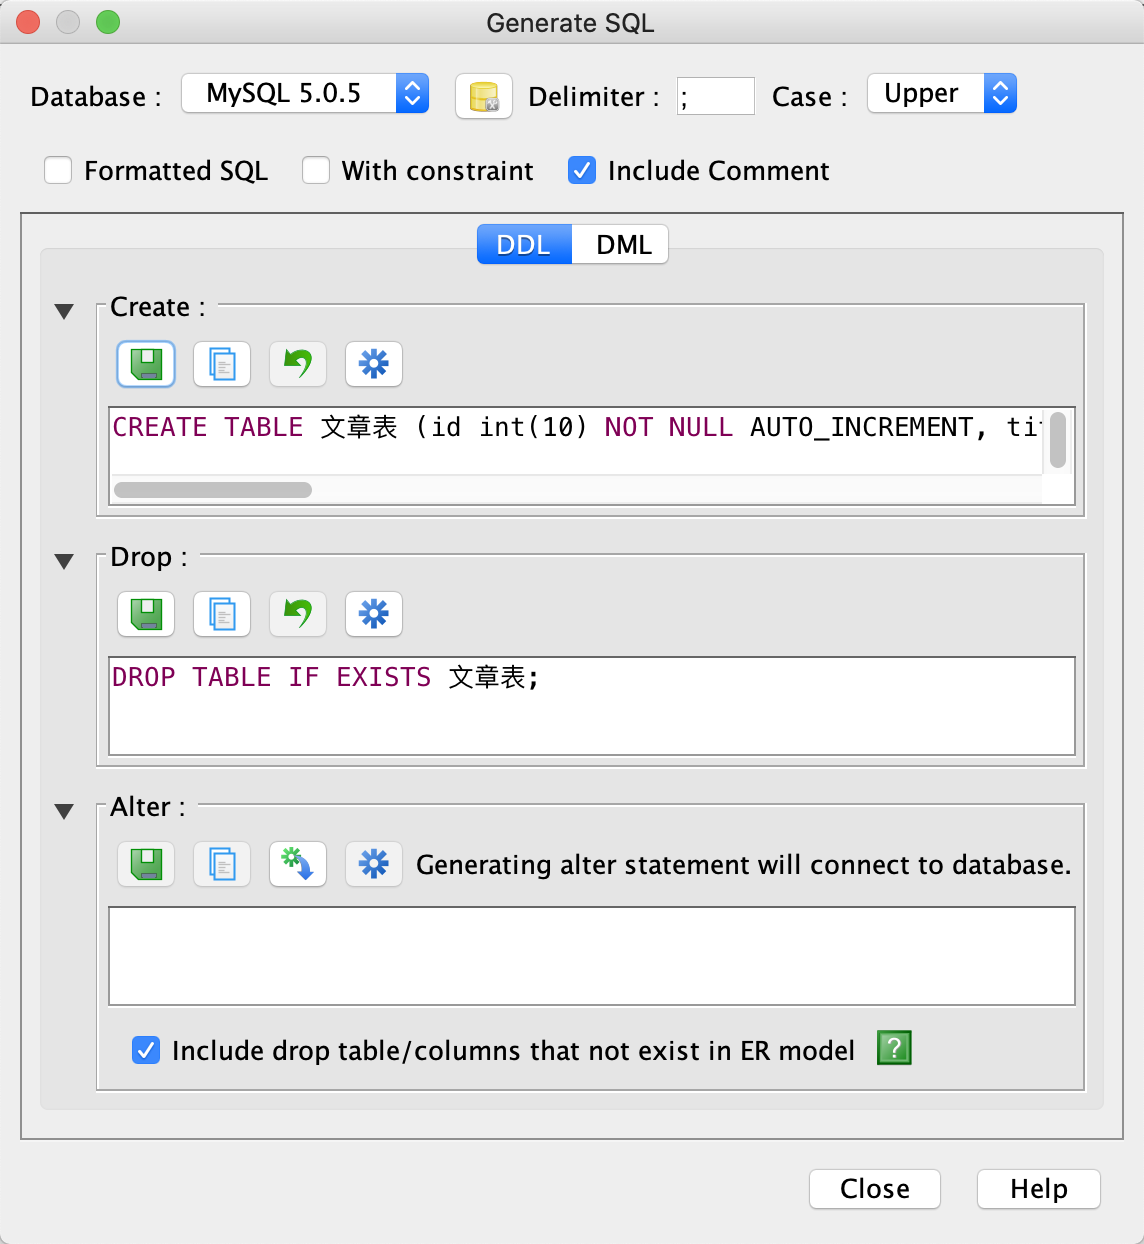 Generate SQL
Database : MySQL 5.0.5 Delimiter : ; Case : Upper
Formatted SQL With constraint Include Comment
DDL DML
Create :
CREATE TABLE 文章表 (id int(10) NOT NULL AUTO_INCREMENT, tit
Drop :
DROP TABLE IF EXISTS 文章表;
Alter :
Generating alter statement will connect to database.
Include drop table/columns that not exist in ER model ?
Close Help